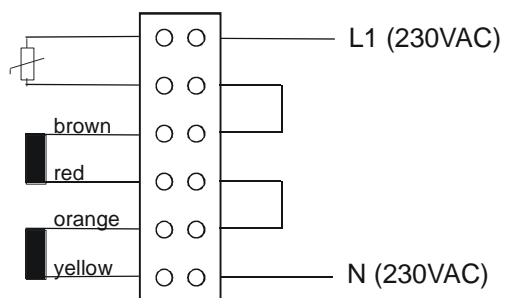 L1 (230VAC)
brown
red
orange
yellow
N (230VAC)